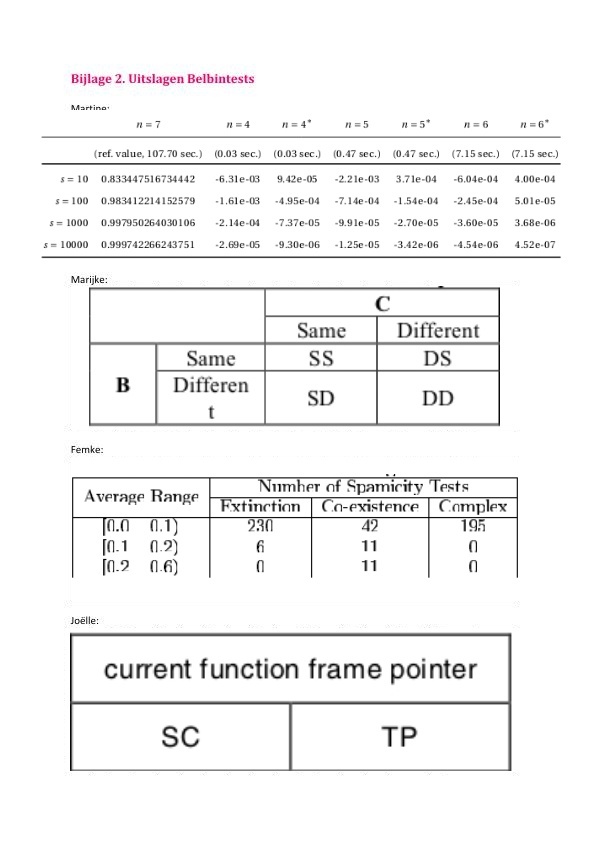 Bijlage 2. Uitslagen Belbintests
Martine:
n = 7 n = 4 n = 4* n = 5 n = 5* n = 6 n = 6*
(ref. value, 107.70 sec.) (0.03 sec.) (0.03 sec.) (0.47 sec.) (0.47 sec.) (7.15 sec.) (7.15 sec.)
s = 10 0.833447516734442 -6.31e-03 9.42e-05 -2.21e-03 3.71e-04 -6.04e-04 4.00e-04
s = 100 0.983412214152579 -1.61e-03 -4.95e-04 -7.14e-04 -1.54e-04 -2.45e-04 5.01e-05
s = 1000 0.997950264030106 -2.14e-04 -7.37e-05 -9.91e-05 -2.70e-05 -3.60e-05 3.68e-06
s = 10000 0.999742266243751 -2.69e-05 -9.30e-06 -1.25e-05 -3.42e-06 -4.54e-06 4.52e-07
Marijke:
C
Same Different
B Same SS DS
Differen
t SD DD
Femke:
Average Range Number of Spamicity Tests
Extinction Co-existence Complex
[0.0 0.1) 230 42 195
[0.1 0.2) 6 11 0
[0.2 0.6) 0 11 0
Joëlle:
current function frame pointer
SC TP